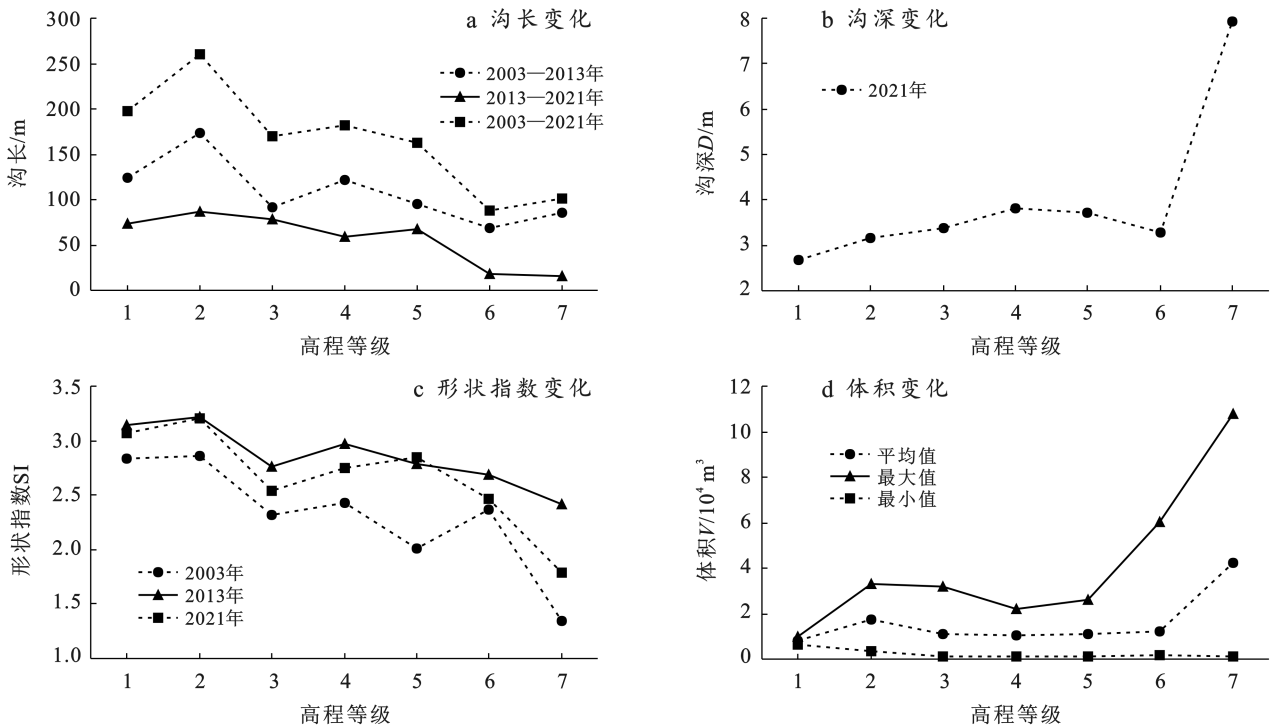 a 沟长变化
300
250
200
150
100
50
0
沟长/m
2003—2013年
2013—2021年
2003—2021年
1 2 3 4 5 6 7
高程等级
b 沟深变化
8
7
6
5
4
3
2
沟深D/m
2021年
1 2 3 4 5 6 7
高程等级
c 形状指数变化
3.5
3.0
2.5
2.0
1.5
1.0
形状指数SI
2003年
2013年
2021年
1 2 3 4 5 6 7
高程等级
d 体积变化
12
10
8
6
4
2
0
体积V/10⁴ m³
平均值
最大值
最小值
1 2 3 4 5 6 7
高程等级